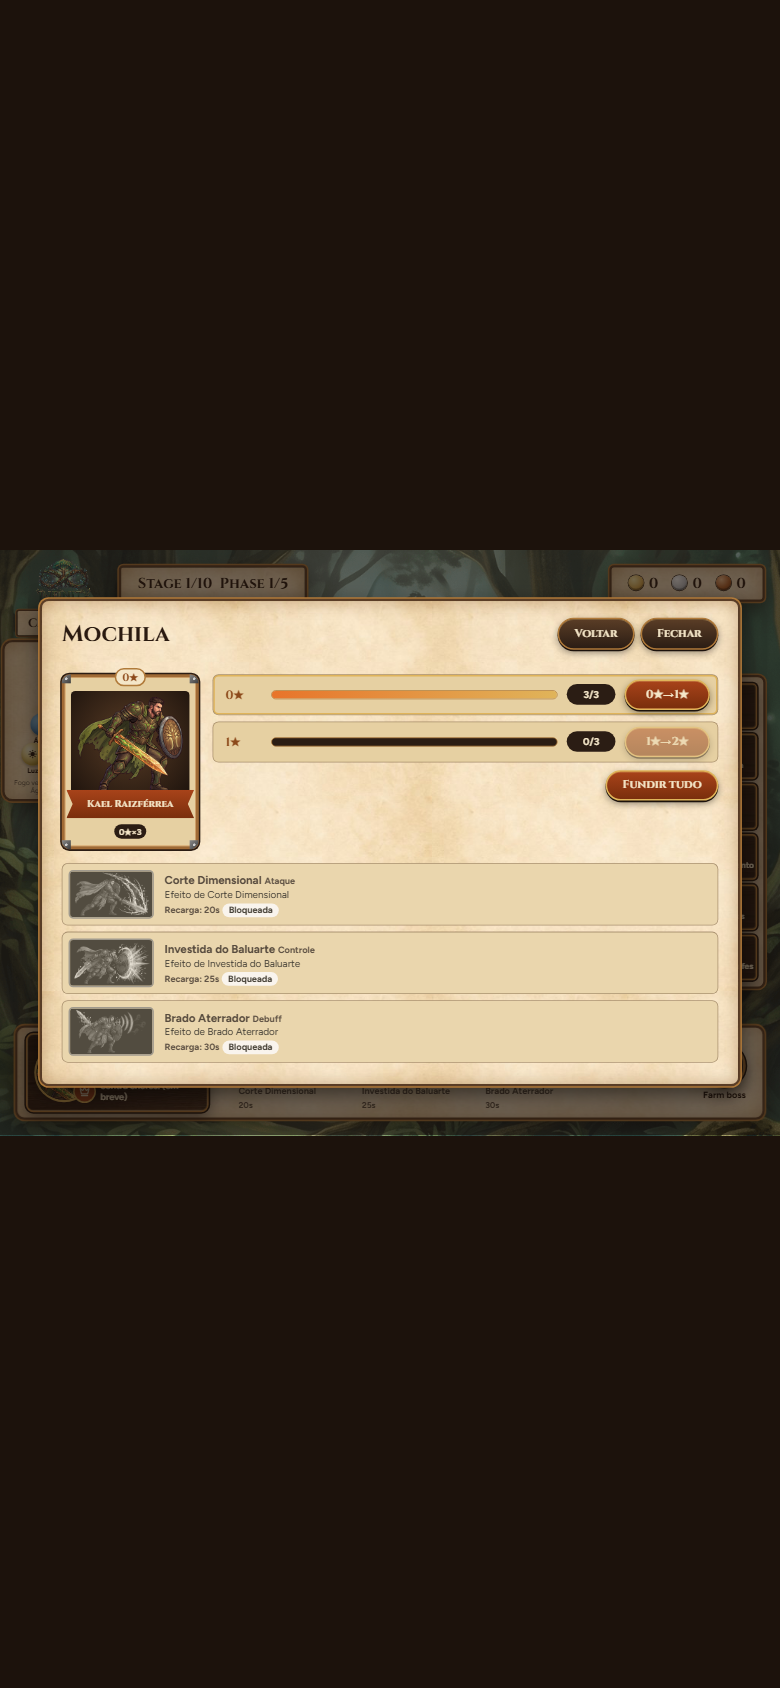 Stage 1/10 Phase 1/5
0 0 0
Mochila
Voltar
Fechar
0★
0★
3/3
0★→1★
1★
0/3
1★→2★
Fundir tudo
Kael Raizférrea
0★×3
Corte Dimensional Ataque
Efeito de Corte Dimensional
Recarga: 20s Bloqueada
Investida do Baluarte Controle
Efeito de Investida do Baluarte
Recarga: 25s Bloqueada
Brado Aterrador Debuff
Efeito de Brado Aterrador
Recarga: 30s Bloqueada
breve)
Corte Dimensional
20s
Investida do Baluarte
25s
Brado Aterrador
30s
Farm boss